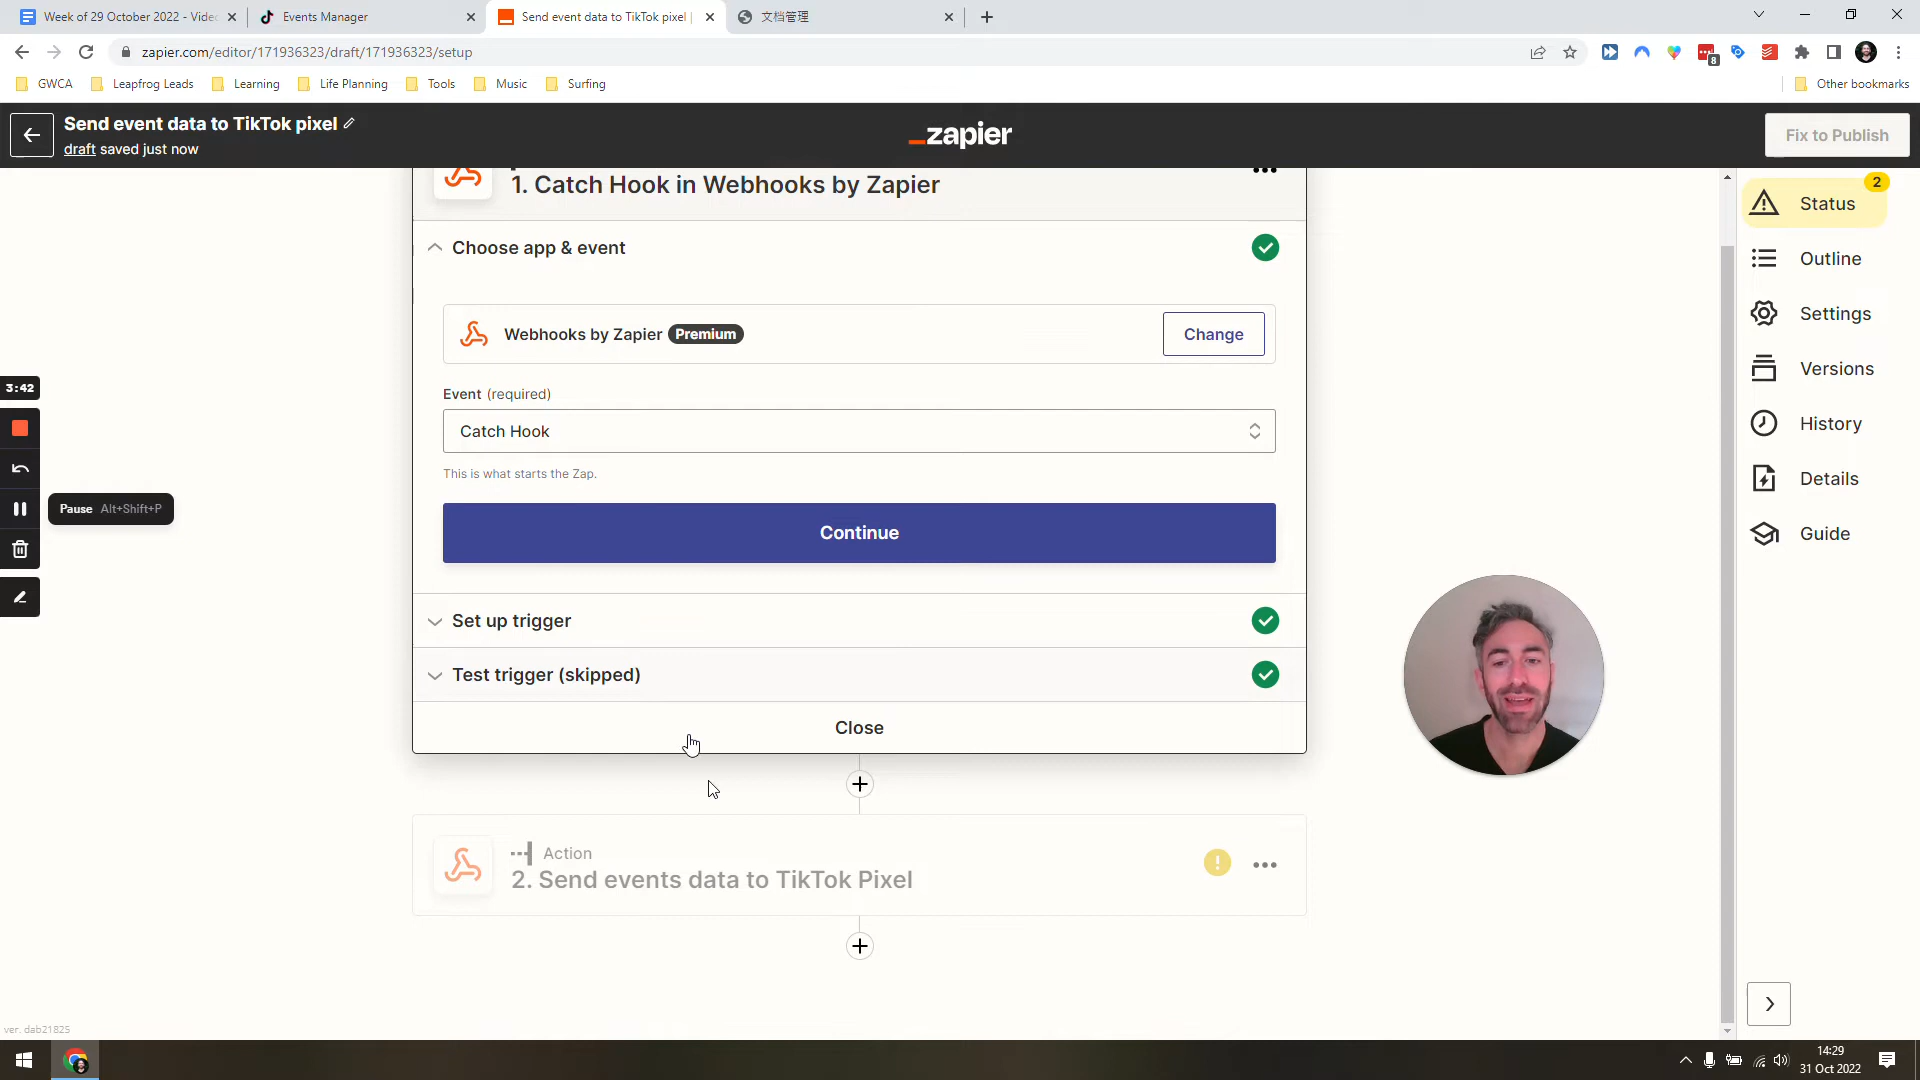 Week of 29 October 2022 - Vide
Events Manager
Send event data to TikTok pixel |
文档管理
zapier.com/editor/171936323/draft/171936323/setup
8
GWCA
Leapfrog Leads
Learning
Life Planning
Tools
Music
Surfing
Other bookmarks
Send event data to TikTok pixel
draft saved just now
_zapier
Fix to Publish
1. Catch Hook in Webhooks by Zapier
Choose app & event
Webhooks by Zapier Premium
Change
Event (required)
Catch Hook
This is what starts the Zap.
Continue
Set up trigger
Test trigger (skipped)
Close
Action
2. Send events data to TikTok Pixel
2
Status
Outline
Settings
Versions
History
Details
Guide
3:42
Pause Alt+Shift+P
ver. dab21825
14:29
31 Oct 2022